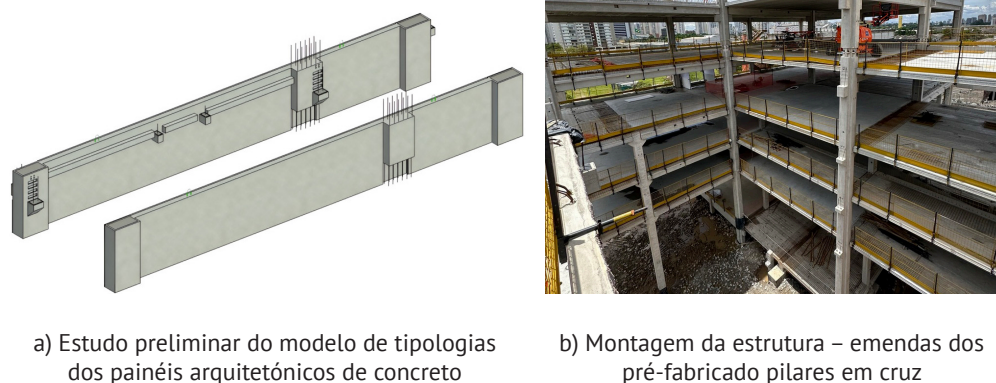 a) Estudo preliminar do modelo de tipologias
dos painéis arquitetónicos de concreto
b) Montagem da estrutura – emendas dos
pré-fabricado pilares em cruz